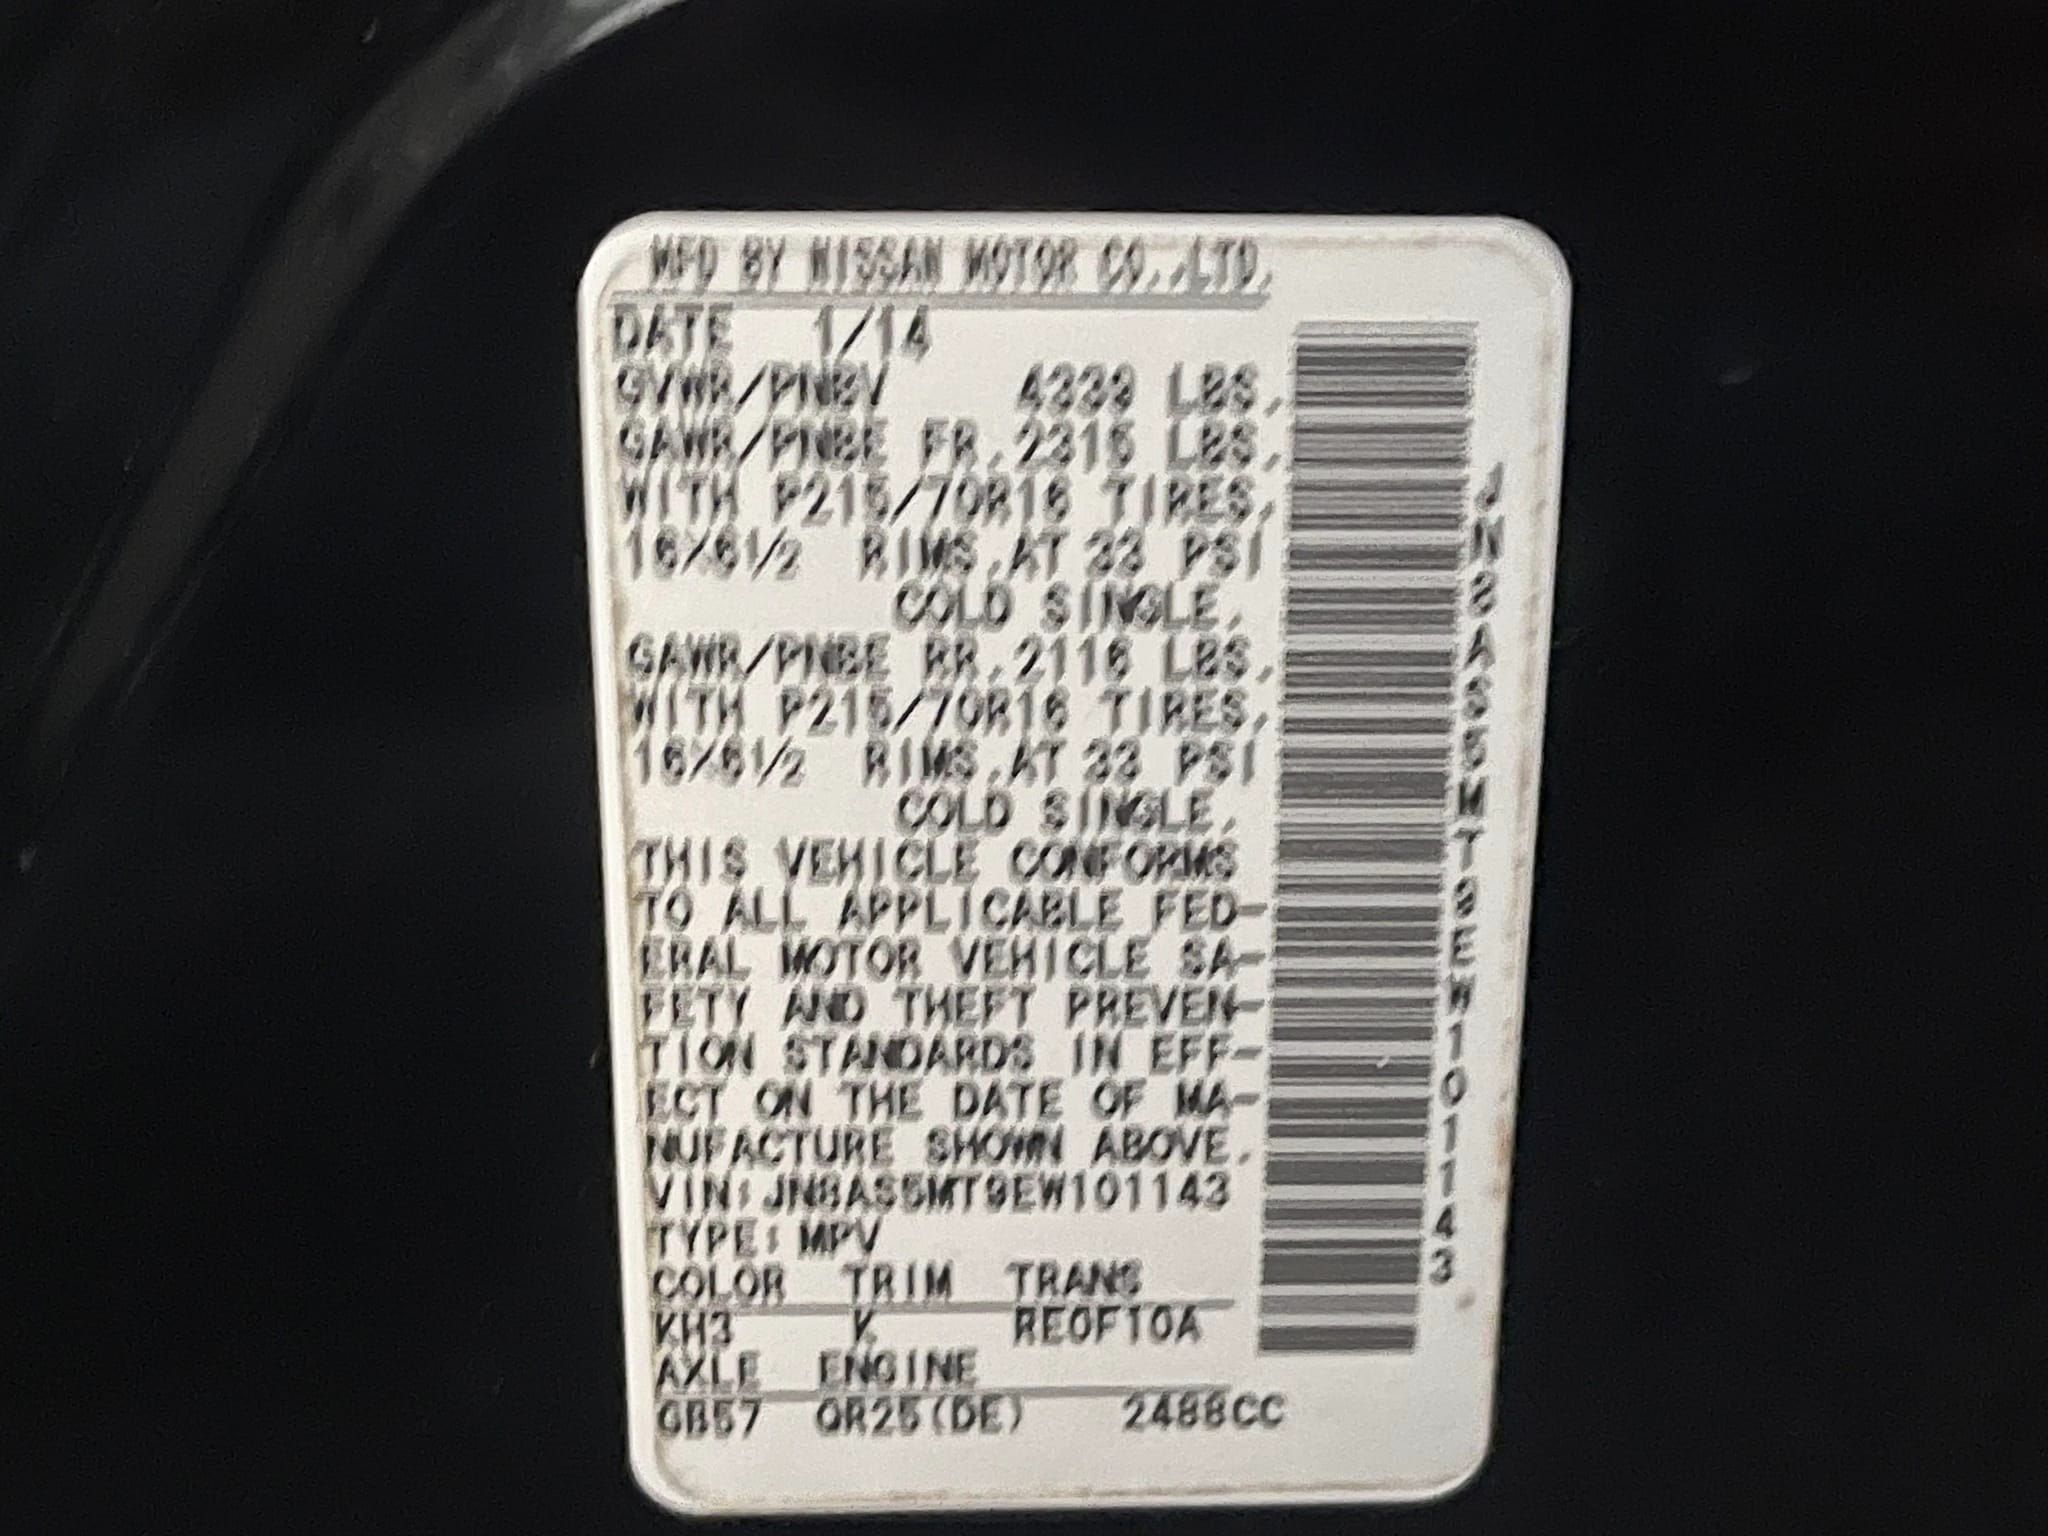 MFD BY NISSAN MOTOR CO.,LTD.
DATE 1/14
GVWR/PNBV 4339 LBS.
GAWR/PNBE FR.2315 LBS.
WITH P215/70R16 TIRES,
16X6½ RIMS,AT 33 PSI
COLD SINGLE.
GAWR/PNBE RR.2116 LBS.
WITH P215/70R16 TIRES,
16X6½ RIMS,AT 33 PSI
COLD SINGLE.
THIS VEHICLE CONFORMS
TO ALL APPLICABLE FED-
ERAL MOTOR VEHICLE SA-
FETY AND THEFT PREVEN-
TION STANDARDS IN EFF-
ECT ON THE DATE OF MA-
NUFACTURE SHOWN ABOVE.
VIN:JN8AS5MT9EW101143
TYPE:MPV
COLOR TRIM TRANS
KH3 K RE0F10A
AXLE ENGINE
GB57 QR25(DE) 2488CC
JN8AS5MT9EW101143